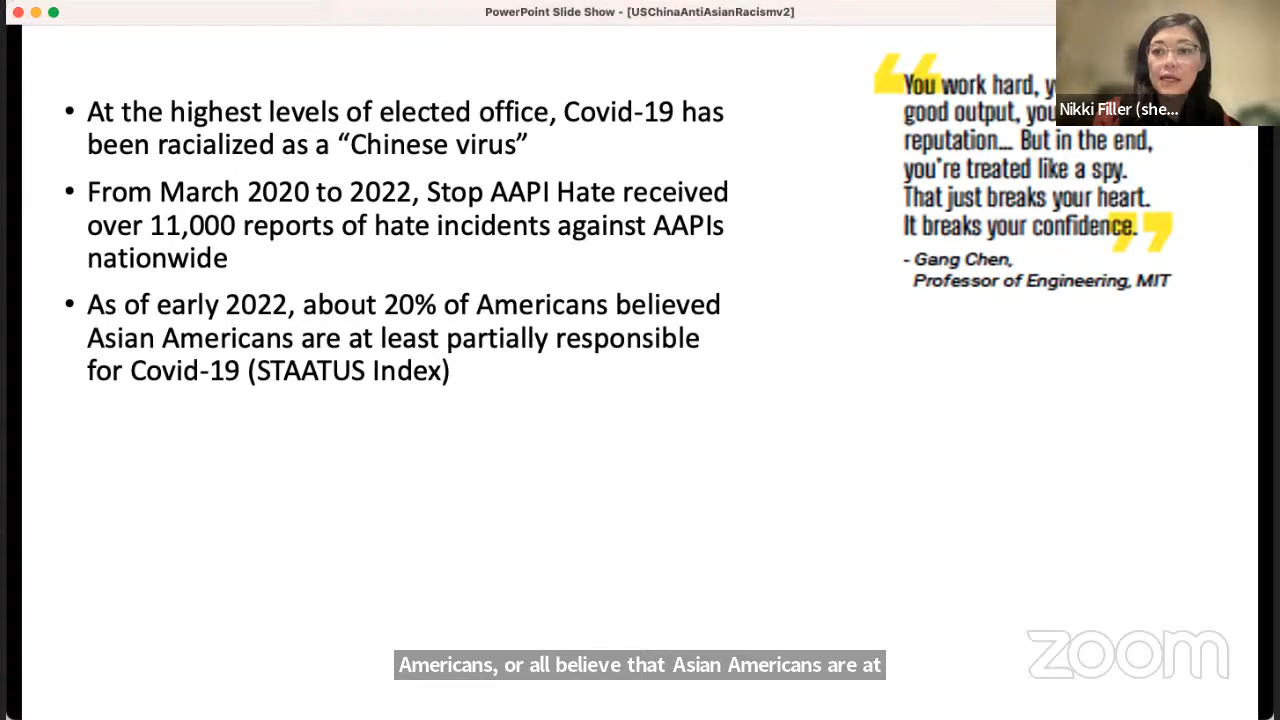 PowerPoint Slide Show - [USChinaAntiAsianRacismv2]
• At the highest levels of elected office, Covid-19 has
been racialized as a “Chinese virus”
• From March 2020 to 2022, Stop AAPI Hate received
over 11,000 reports of hate incidents against AAPIs
nationwide
• As of early 2022, about 20% of Americans believed
Asian Americans are at least partially responsible
for Covid-19 (STAATUS Index)
“You work hard,
good output,
reputation... But in the end,
you’re treated like a spy.
That just breaks your heart.
It breaks your confidence.”
- Gang Chen,
Professor of Engineering, MIT
Nikki Filler (she...
Americans, or all believe that Asian Americans are at
zoom